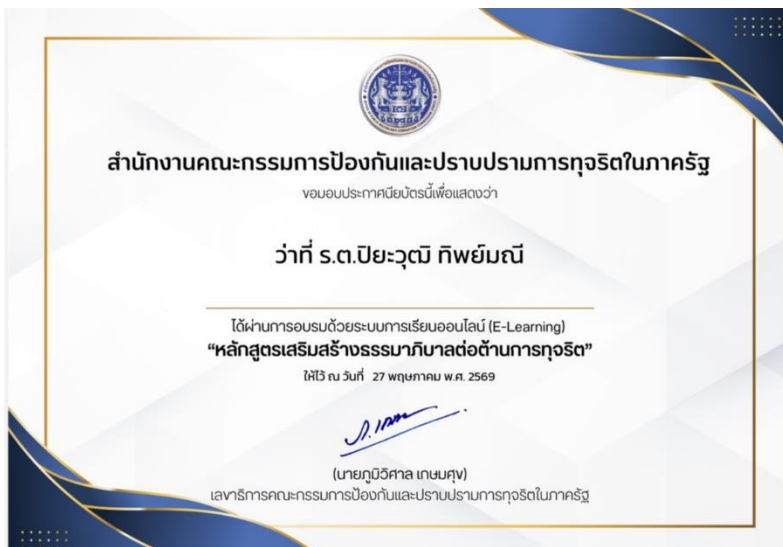 สำนักงานคณะกรรมการป้องกันและปราบปรามการทุจริตในภาครัฐ
ขอมอบประกาศนียบัตรนี้เพื่อแสดงว่า
ว่าที่ ร.ต.ปิยะวุฒิ ทิพย์มณี
ได้ผ่านการอบรมด้วยระบบการเรียนออนไลน์ (E-Learning)
“หลักสูตรเสริมสร้างธรรมาภิบาลต่อต้านการทุจริต”
ให้ไว้ ณ วันที่ 27 พฤษภาคม พ.ศ. 2569
(นายภูมิวิศาล เกษมศุข)
เลขาธิการคณะกรรมการป้องกันและปราบปรามการทุจริตในภาครัฐ